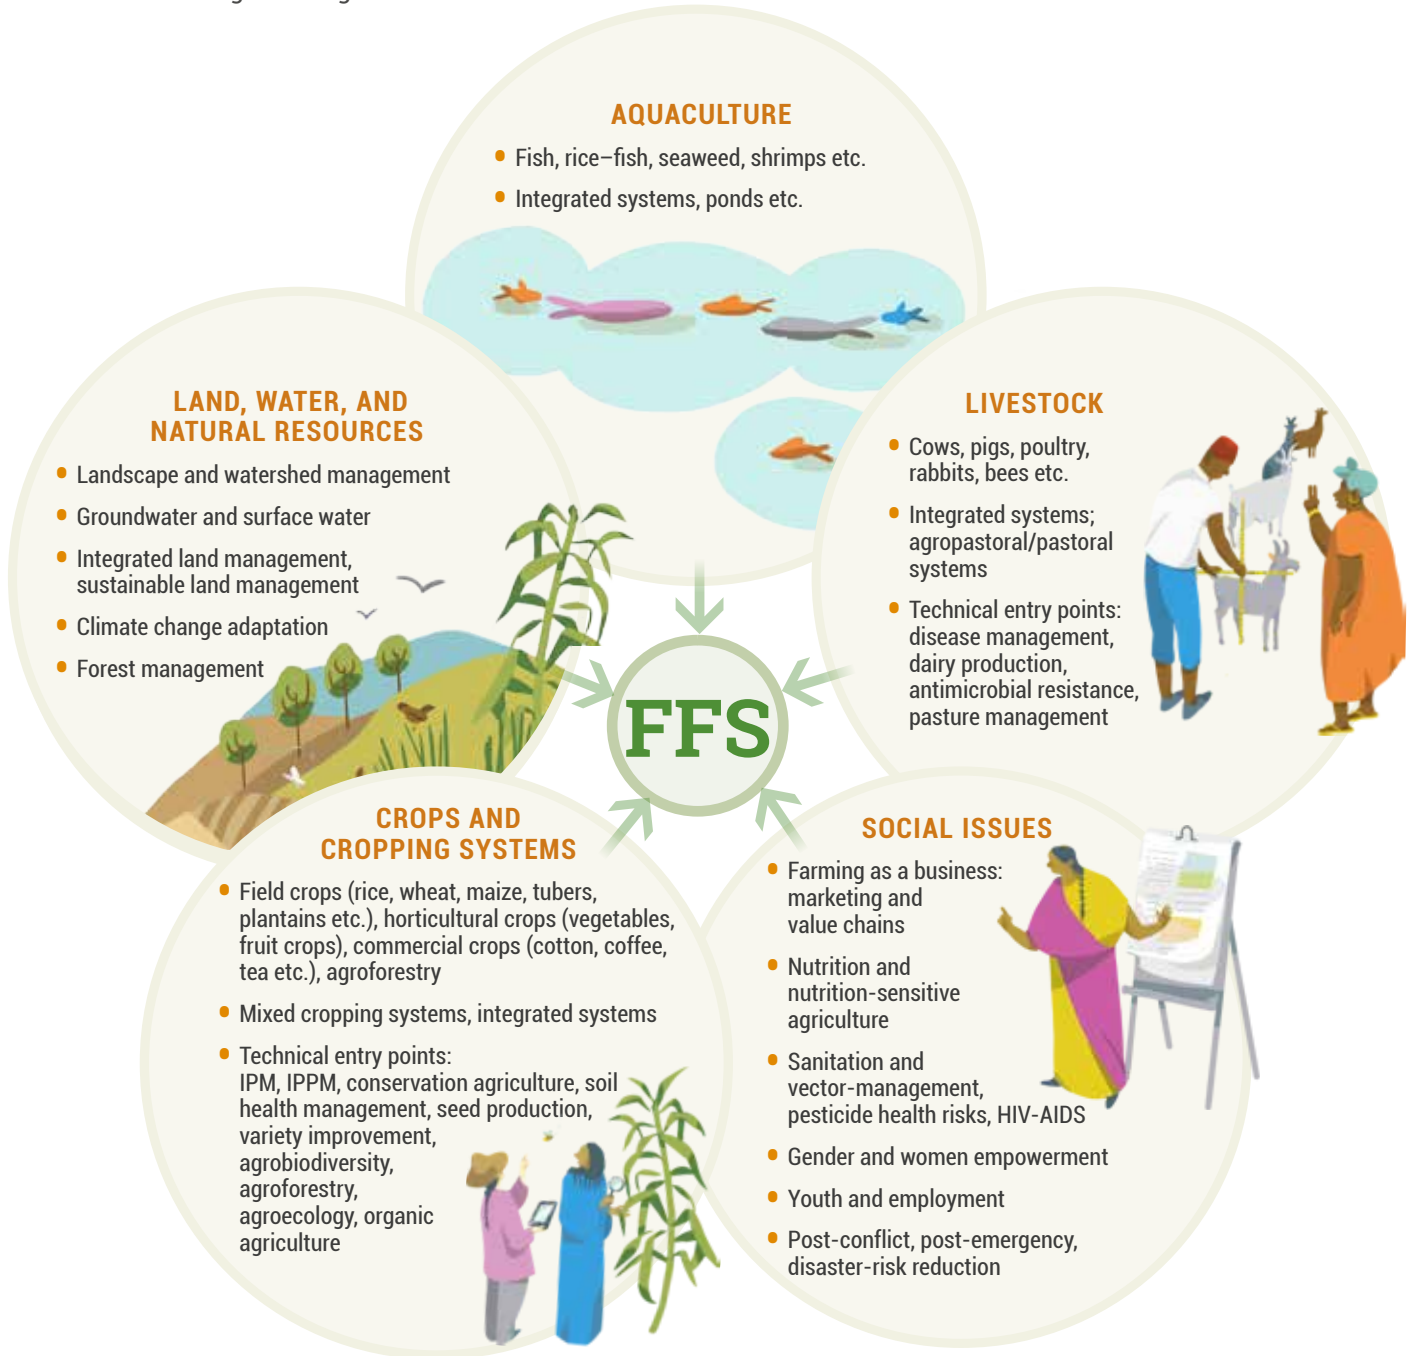 AQUACULTURE
• Fish, rice–fish, seaweed, shrimps etc.
• Integrated systems, ponds etc.
LAND, WATER, AND
NATURAL RESOURCES
• Landscape and watershed management
• Groundwater and surface water
• Integrated land management,
sustainable land management
• Climate change adaptation
• Forest management
LIVESTOCK
• Cows, pigs, poultry,
rabbits, bees etc.
• Integrated systems;
agropastoral/pastoral
systems
• Technical entry points:
disease management,
dairy production,
antimicrobial resistance,
pasture management
FFS
CROPS AND
CROPPING SYSTEMS
• Field crops (rice, wheat, maize, tubers,
plantains etc.), horticultural crops (vegetables,
fruit crops), commercial crops (cotton, coffee,
tea etc.), agroforestry
• Mixed cropping systems, integrated systems
• Technical entry points:
IPM, IPPM, conservation agriculture, soil
health management, seed production,
variety improvement,
agrobiodiversity,
agroforestry,
agroecology, organic
agriculture
SOCIAL ISSUES
• Farming as a business:
marketing and
value chains
• Nutrition and
nutrition-sensitive
agriculture
• Sanitation and
vector-management,
pesticide health risks, HIV-AIDS
• Gender and women empowerment
• Youth and employment
• Post-conflict, post-emergency,
disaster-risk reduction